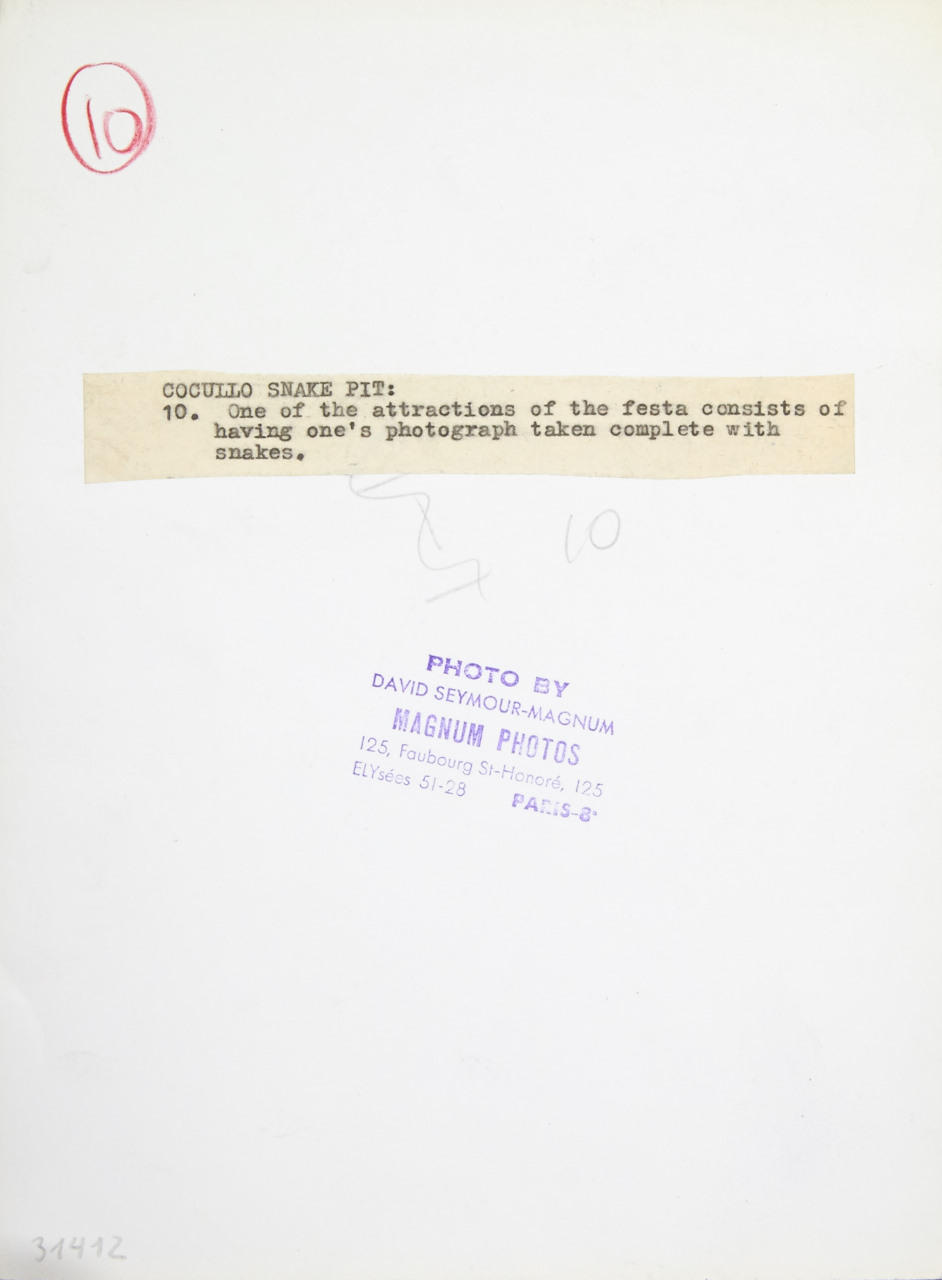 10
COCULLO SNAKE PIT:
10. One of the attractions of the festa consists of
having one's photograph taken complete with
snakes.
10
PHOTO BY
DAVID SEYMOUR-MAGNUM
MAGNUM PHOTOS
125, Faubourg St-Honoré, 125
ELYsées 51-28 PARIS-8ᵉ
31412